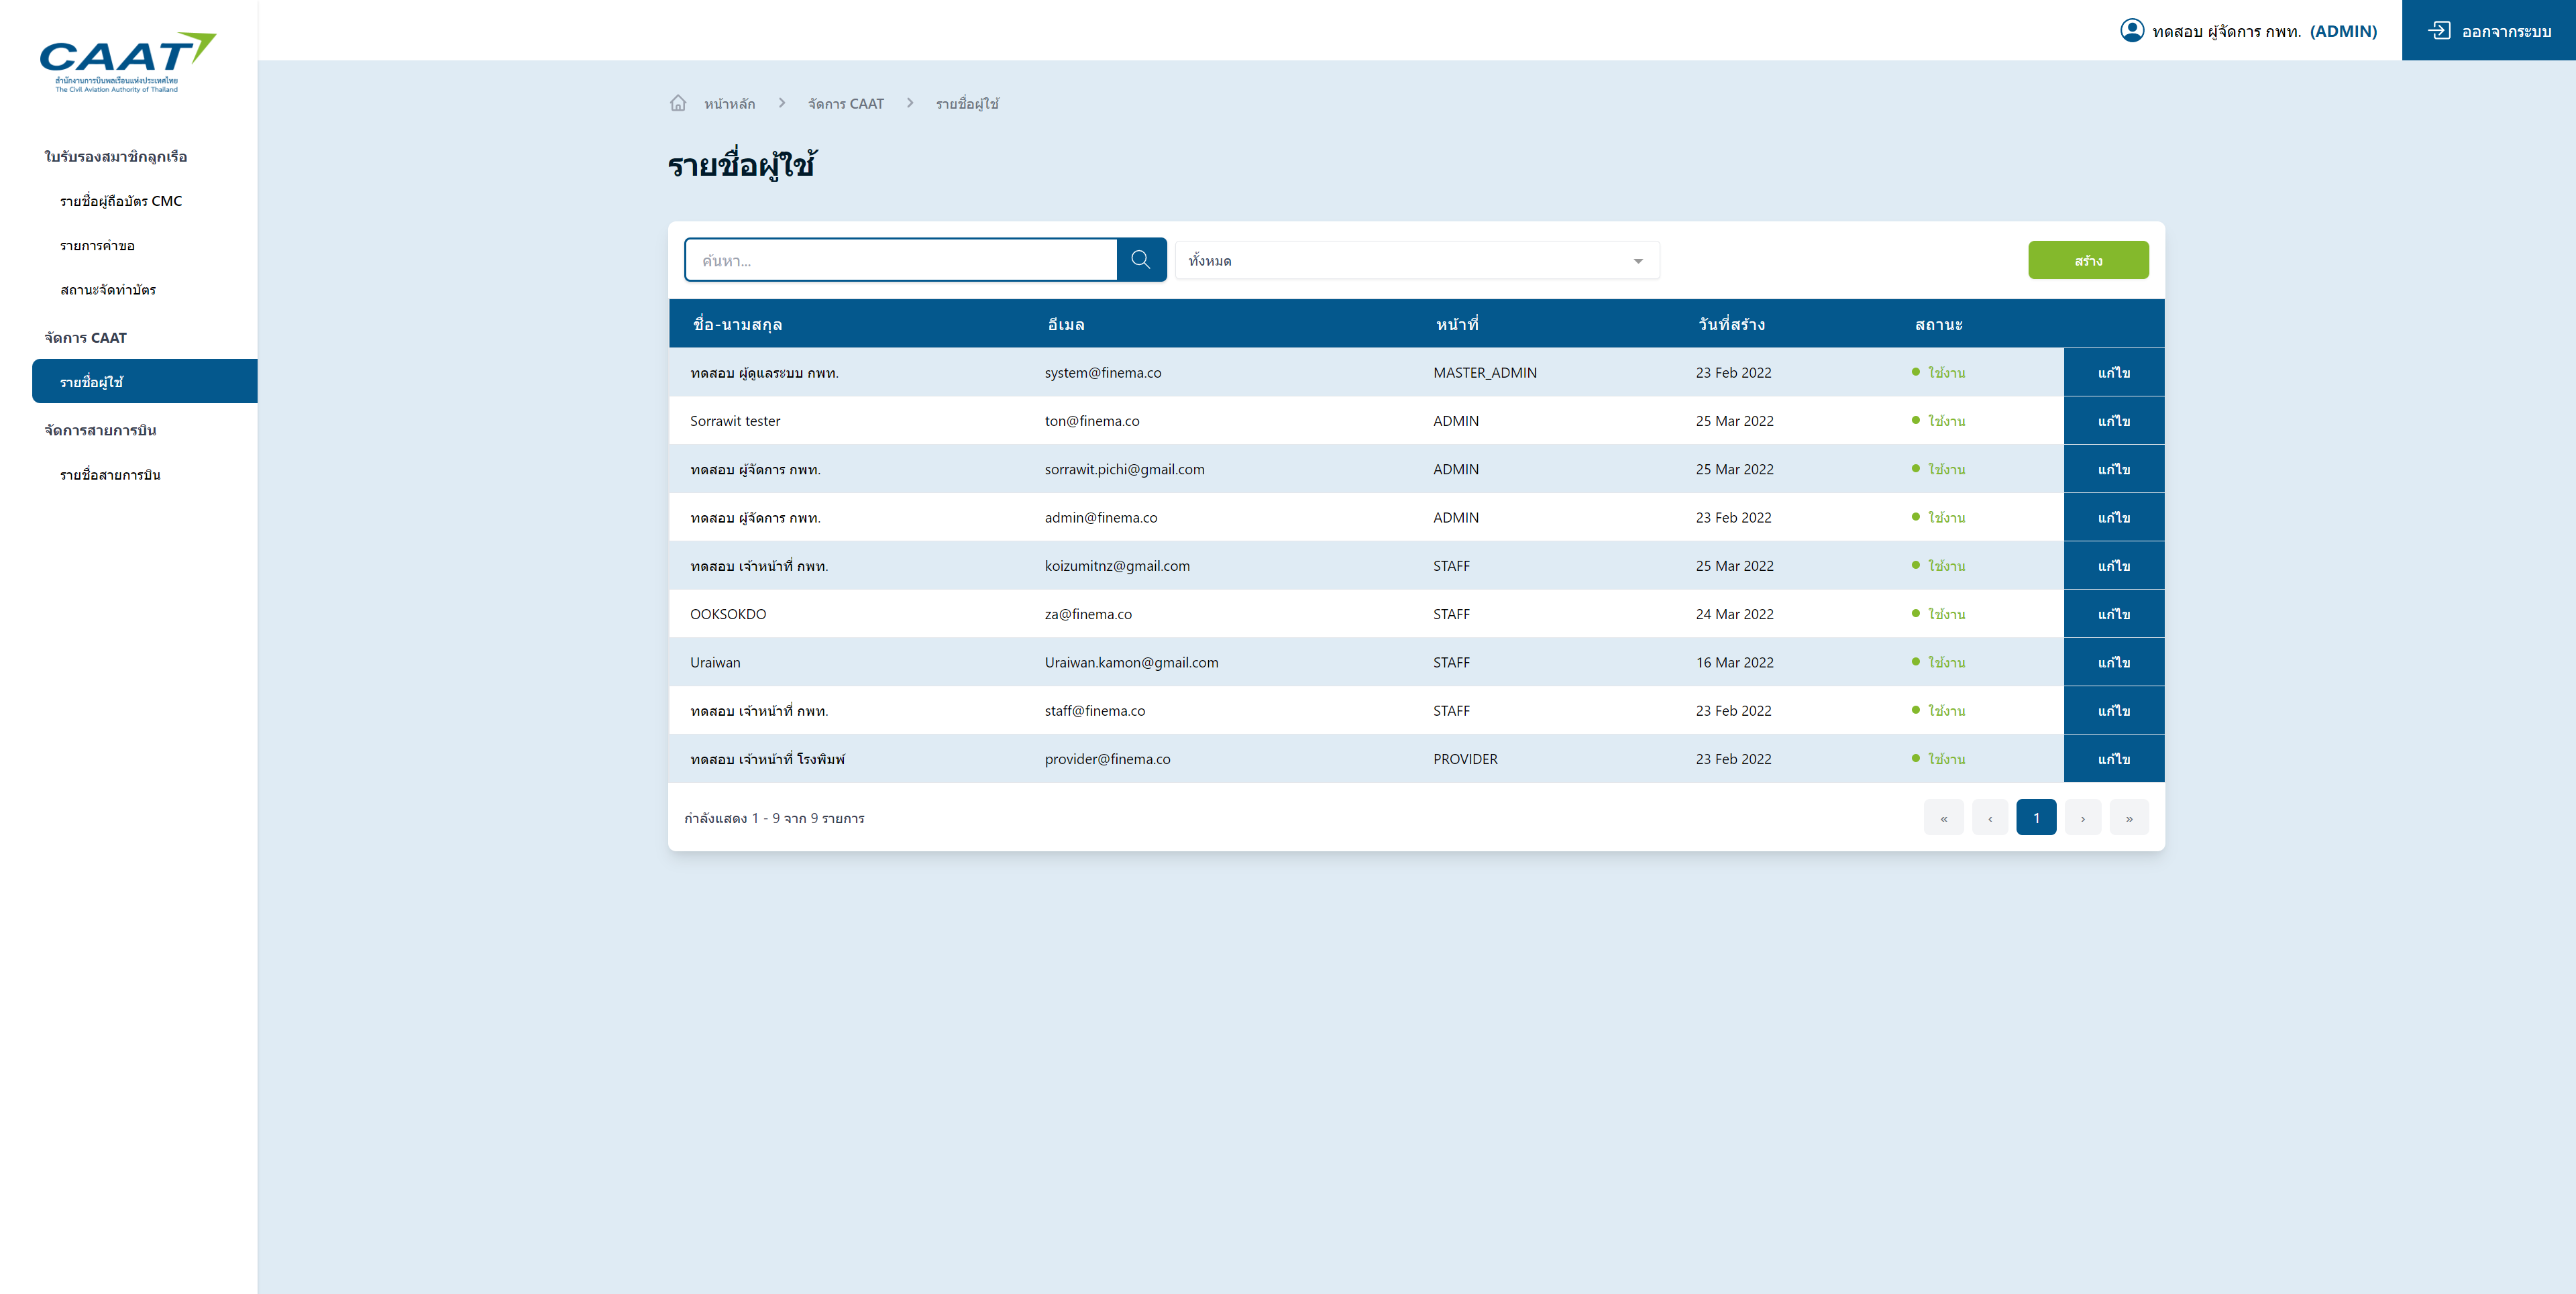 CAAT
สำนักงานการบินพลเรือนแห่งประเทศไทย
The Civil Aviation Authority of Thailand
ใบรับรองสมาชิกลูกเรือ
รายชื่อผู้ถือบัตร CMC
รายการคำขอ
สถานะจัดทำบัตร
จัดการ CAAT
รายชื่อผู้ใช้
จัดการสายการบิน
รายชื่อสายการบิน
ทดสอบ ผู้จัดการ กพท. (ADMIN)
ออกจากระบบ
หน้าหลัก > จัดการ CAAT > รายชื่อผู้ใช้
รายชื่อผู้ใช้
ค้นหา... ทั้งหมด สร้าง
ชื่อ-นามสกุล อีเมล หน้าที่ วันที่สร้าง สถานะ
ทดสอบ ผู้ดูแลระบบ กพท. system@finema.co MASTER_ADMIN 23 Feb 2022 ใช้งาน แก้ไข
Sorrawit tester ton@finema.co ADMIN 25 Mar 2022 ใช้งาน แก้ไข
ทดสอบ ผู้จัดการ กพท. sorrawit.pichi@gmail.com ADMIN 25 Mar 2022 ใช้งาน แก้ไข
ทดสอบ ผู้จัดการ กพท. admin@finema.co ADMIN 23 Feb 2022 ใช้งาน แก้ไข
ทดสอบ เจ้าหน้าที่ กพท. koizumitnz@gmail.com STAFF 25 Mar 2022 ใช้งาน แก้ไข
OOKSOKDO za@finema.co STAFF 24 Mar 2022 ใช้งาน แก้ไข
Uraiwan Uraiwan.kamon@gmail.com STAFF 16 Mar 2022 ใช้งาน แก้ไข
ทดสอบ เจ้าหน้าที่ กพท. staff@finema.co STAFF 23 Feb 2022 ใช้งาน แก้ไข
ทดสอบ เจ้าหน้าที่ โรงพิมพ์ provider@finema.co PROVIDER 23 Feb 2022 ใช้งาน แก้ไข
กำลังแสดง 1 - 9 จาก 9 รายการ « ‹ 1 › »